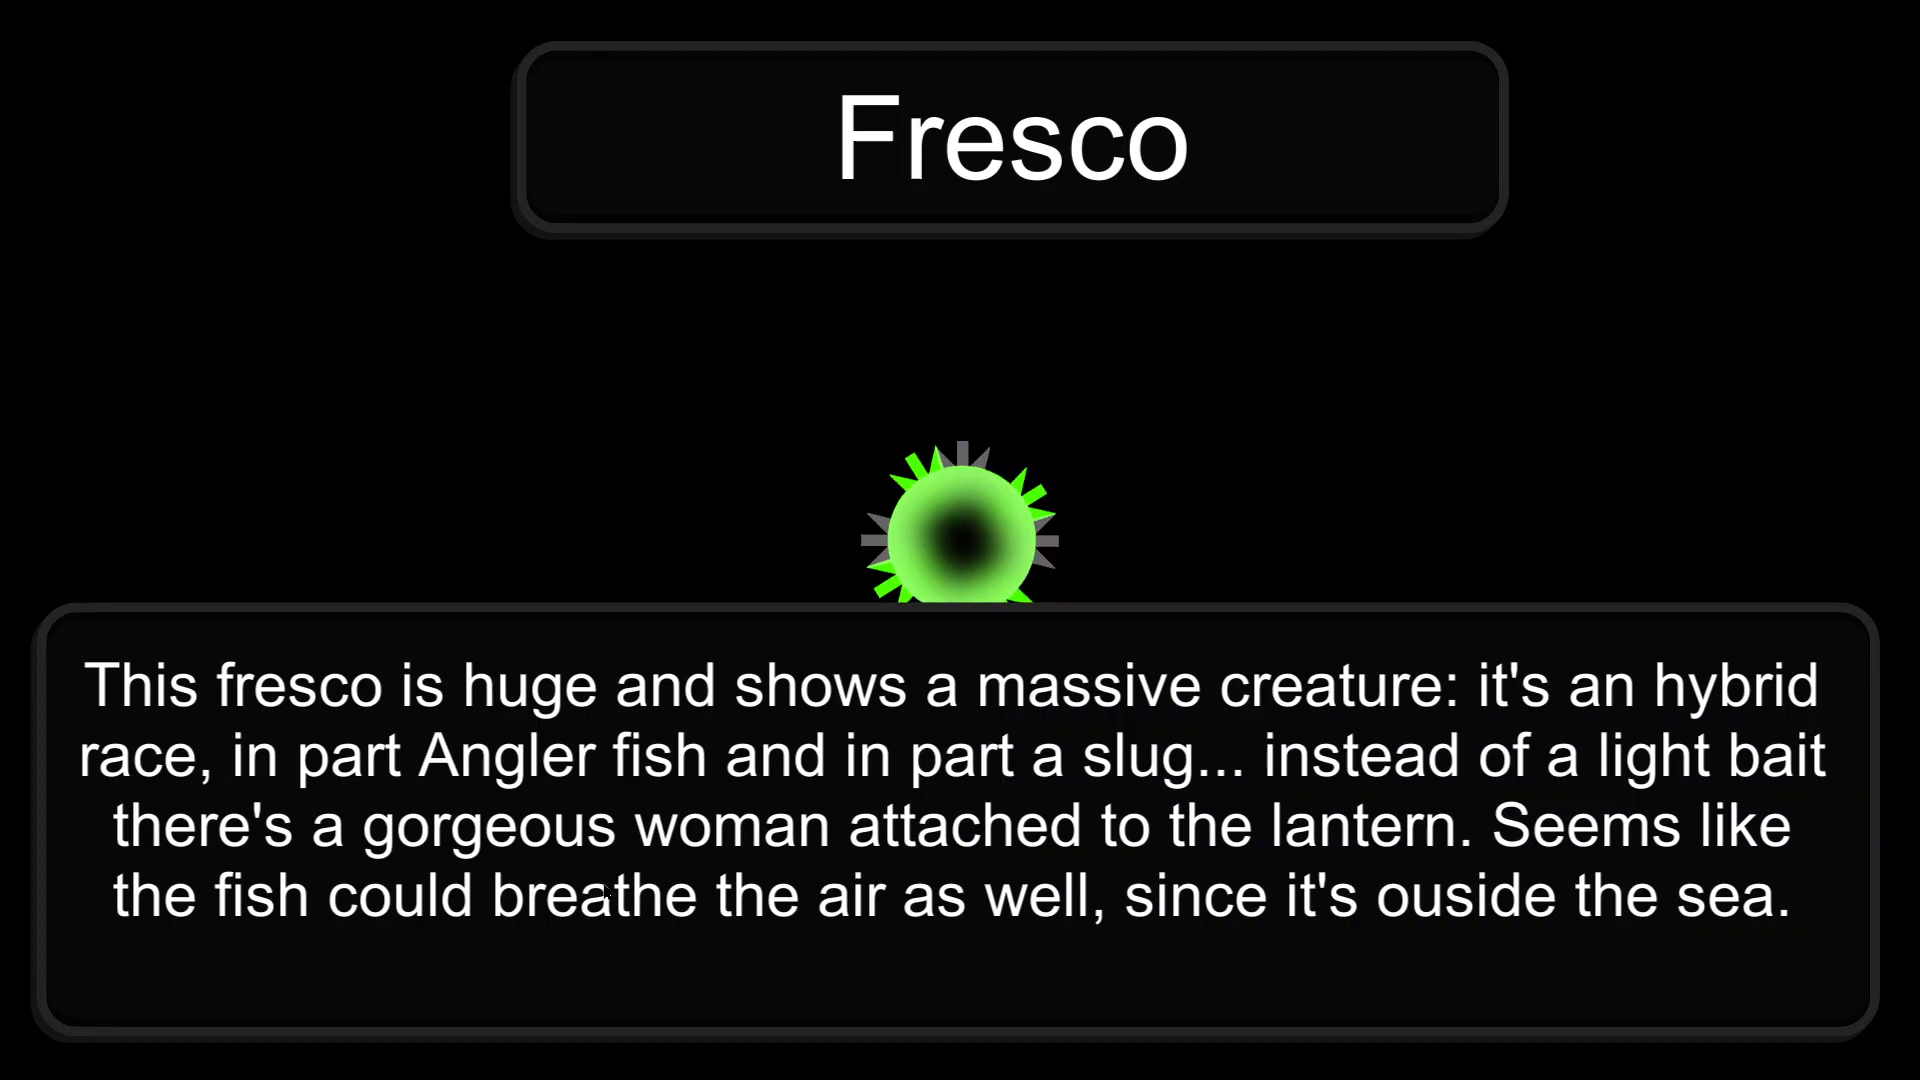 Fresco
This fresco is huge and shows a massive creature: it's an hybrid
race, in part Angler fish and in part a slug... instead of a light bait
there's a gorgeous woman attached to the lantern. Seems like
the fish could breathe the air as well, since it's ouside the sea.